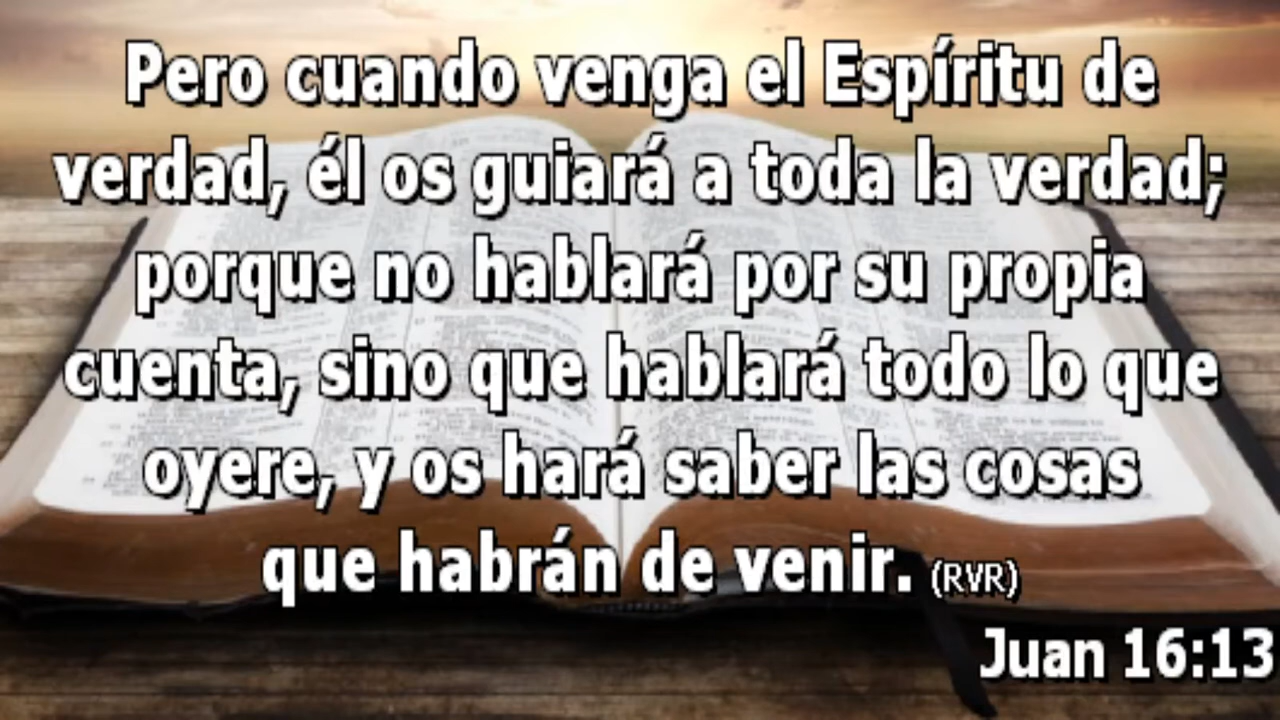 Pero cuando venga el Espíritu de
verdad, él os guiará a toda la verdad;
porque no hablará por su propia
cuenta, sino que hablará todo lo que
oyere, y os hará saber las cosas
que habrán de venir. (RVR)
Juan 16:13